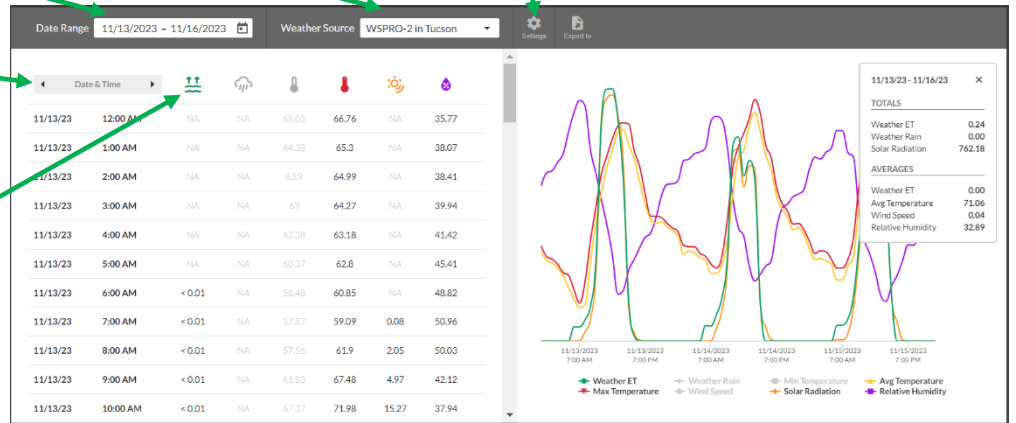 Date Range 11/13/2023 - 11/16/2023 Weather Source WSPRO-2 in Tucson Settings Export to
Date & Time
11/13/23 12:00 AM NA NA 65.05 66.76 NA 35.77
11/13/23 1:00 AM NA NA 64.38 65.3 NA 38.07
11/13/23 2:00 AM NA NA 63.9 64.99 NA 38.41
11/13/23 3:00 AM NA NA 63 64.27 NA 39.94
11/13/23 4:00 AM NA NA 62.38 63.18 NA 41.42
11/13/23 5:00 AM NA NA 60.37 62.8 NA 45.41
11/13/23 6:00 AM < 0.01 NA 58.48 60.85 NA 48.82
11/13/23 7:00 AM < 0.01 NA 57.87 59.09 0.08 50.96
11/13/23 8:00 AM < 0.01 NA 57.56 61.9 2.05 50.03
11/13/23 9:00 AM < 0.01 NA 61.83 67.48 4.97 42.12
11/13/23 10:00 AM < 0.01 NA 67.37 71.98 15.27 37.94
11/13/23 - 11/16/23 ×
TOTALS
Weather ET 0.24
Weather Rain 0.00
Solar Radiation 762.18
AVERAGES
Weather ET 0.00
Avg Temperature 71.06
Wind Speed 0.04
Relative Humidity 32.89
11/13/2023 11/13/2023 11/14/2023 11/14/2023 11/15/2023 11/15/2023
7:00 AM 7:00 PM 7:00 AM 7:00 PM 7:00 AM 7:00 PM
Weather ET Weather Rain Min Temperature Avg Temperature
Max Temperature Wind Speed Solar Radiation Relative Humidity